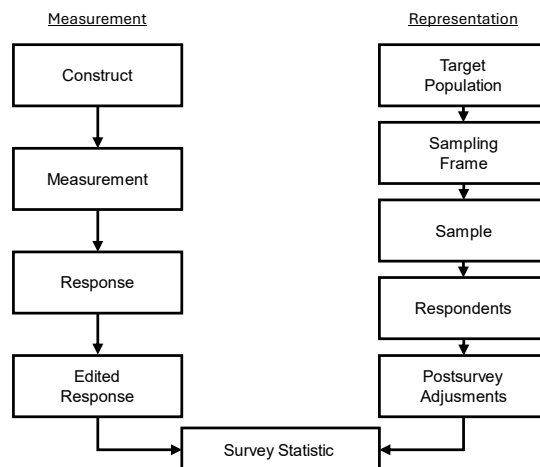 Measurement
Construct
Measurement
Response
Edited
Response
Representation
Target
Population
Sampling
Frame
Sample
Respondents
Postsurvey
Adjusments
Survey Statistic